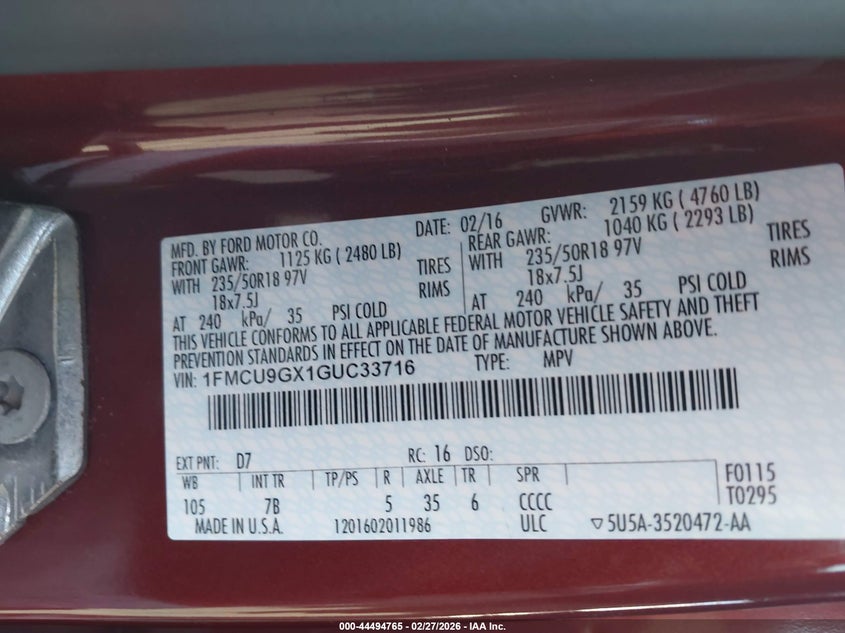 MFD. BY FORD MOTOR CO. DATE: 02/16 GVWR: 2159 KG ( 4760 LB)
FRONT GAWR: 1125 KG ( 2480 LB) REAR GAWR: 1040 KG ( 2293 LB)
WITH 235/50R18 97V TIRES WITH 235/50R18 97V TIRES
18x7.5J RIMS 18x7.5J RIMS
AT 240 kPa/ 35 PSI COLD AT 240 kPa/ 35 PSI COLD
THIS VEHICLE CONFORMS TO ALL APPLICABLE FEDERAL MOTOR VEHICLE SAFETY AND THEFT
PREVENTION STANDARDS IN EFFECT ON THE DATE OF MANUFACTURE SHOWN ABOVE.
VIN: 1FMCU9GX1GUC33716 TYPE: MPV
EXT PNT: D7 RC: 16 DSO:
WB INT TR TP/PS R AXLE TR SPR F0115
105 7B 5 35 6 CCCC T0295
MADE IN U.S.A. 1201602011986 ULC ▽5U5A-3520472-AA
000-44494765 - 02/27/2026 - IAA Inc.